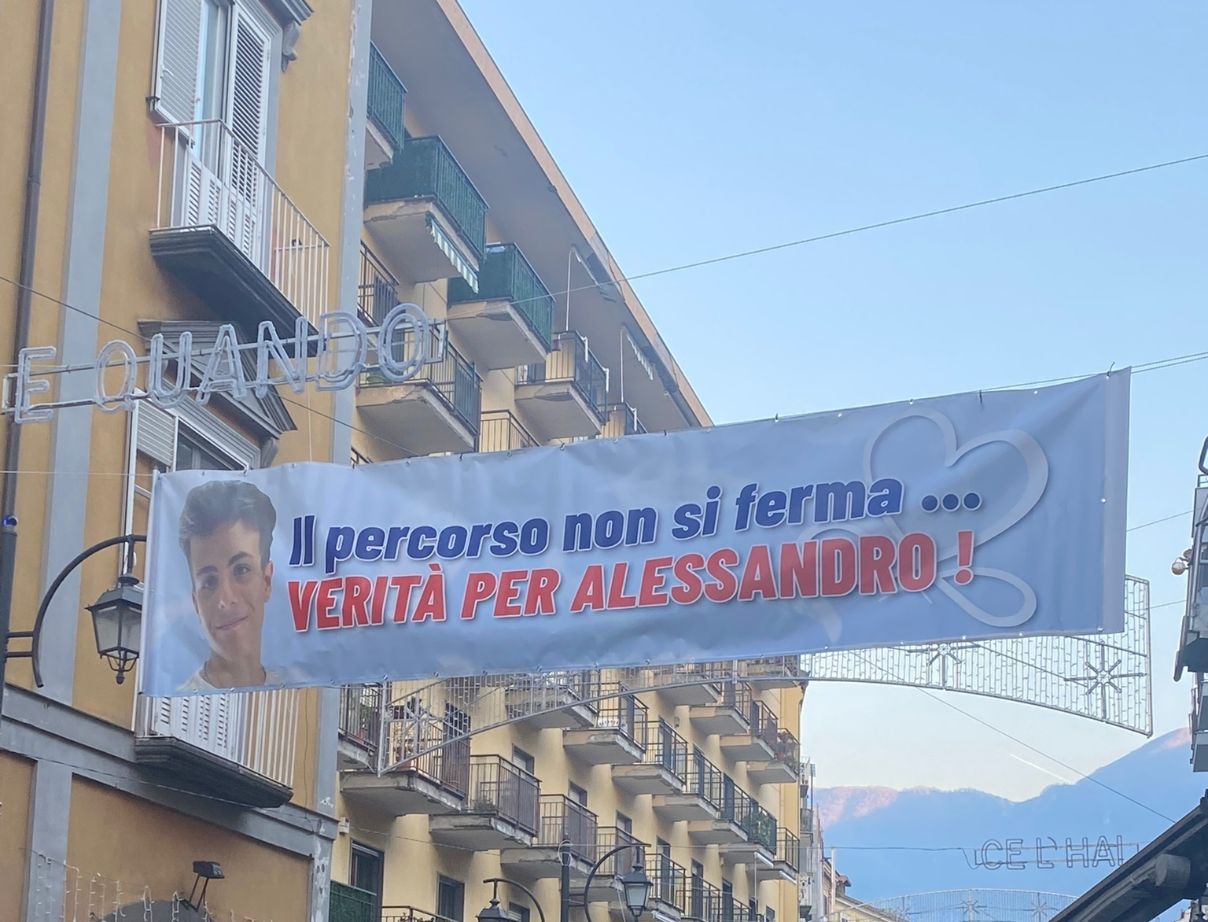 E QUANDO
Il percorso non si ferma ...
VERITÀ PER ALESSANDRO !
CE L'HAI